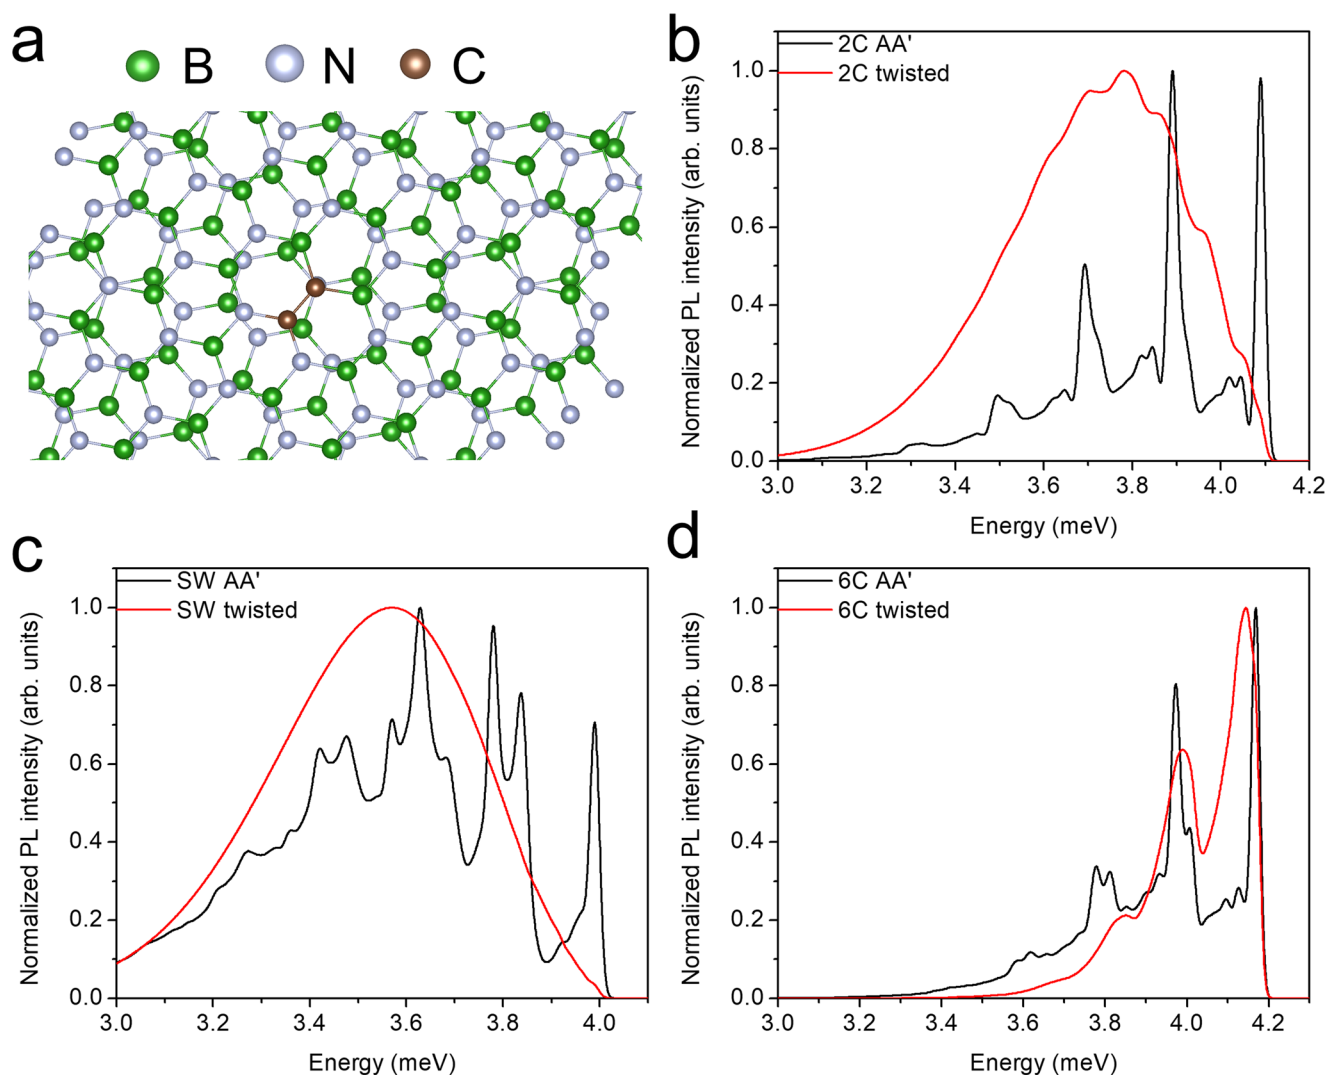 a
B N C
b
2C AA'
2C twisted
Normalized PL intensity (arb. units)
1.0
0.8
0.6
0.4
0.2
0.0
3.0 3.2 3.4 3.6 3.8 4.0 4.2
Energy (meV)
c
SW AA'
SW twisted
Normalized PL intensity (arb. units)
1.0
0.8
0.6
0.4
0.2
0.0
3.0 3.2 3.4 3.6 3.8 4.0
Energy (meV)
d
6C AA'
6C twisted
Normalized PL intensity (arb. units)
1.0
0.8
0.6
0.4
0.2
0.0
3.0 3.2 3.4 3.6 3.8 4.0 4.2
Energy (meV)